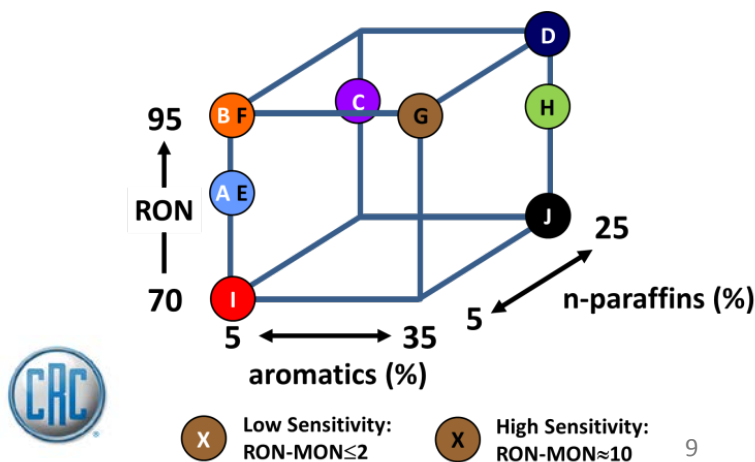 D
B F
C
G
H
95
A E
RON
J
25
70
I
n-paraffins (%)
5
5
35
aromatics (%)
CRC
X
Low Sensitivity:
RON-MON≤2
X
High Sensitivity:
RON-MON≈10
9